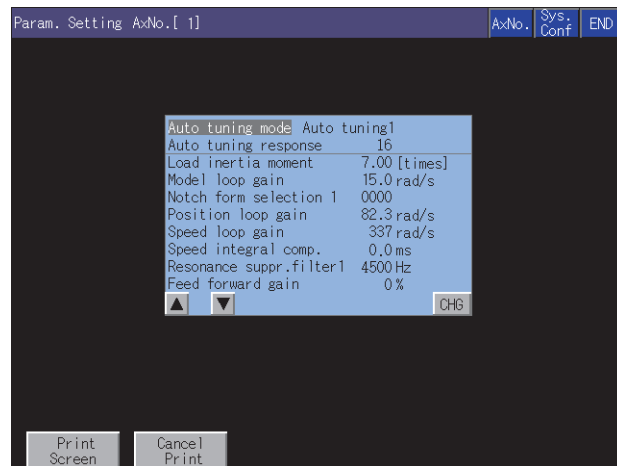 Param. Setting AxNo.[ 1] AxNo. Sys. Conf END
Auto tuning mode Auto tuning1
Auto tuning response 16
Load inertia moment 7.00 [times]
Model loop gain 15.0 rad/s
Notch form selection 1 0000
Position loop gain 82.3 rad/s
Speed loop gain 337 rad/s
Speed integral comp. 0.0 ms
Resonance suppr.filter1 4500 Hz
Feed forward gain 0 %
▲ ▼ CHG
Print Screen Cancel Print